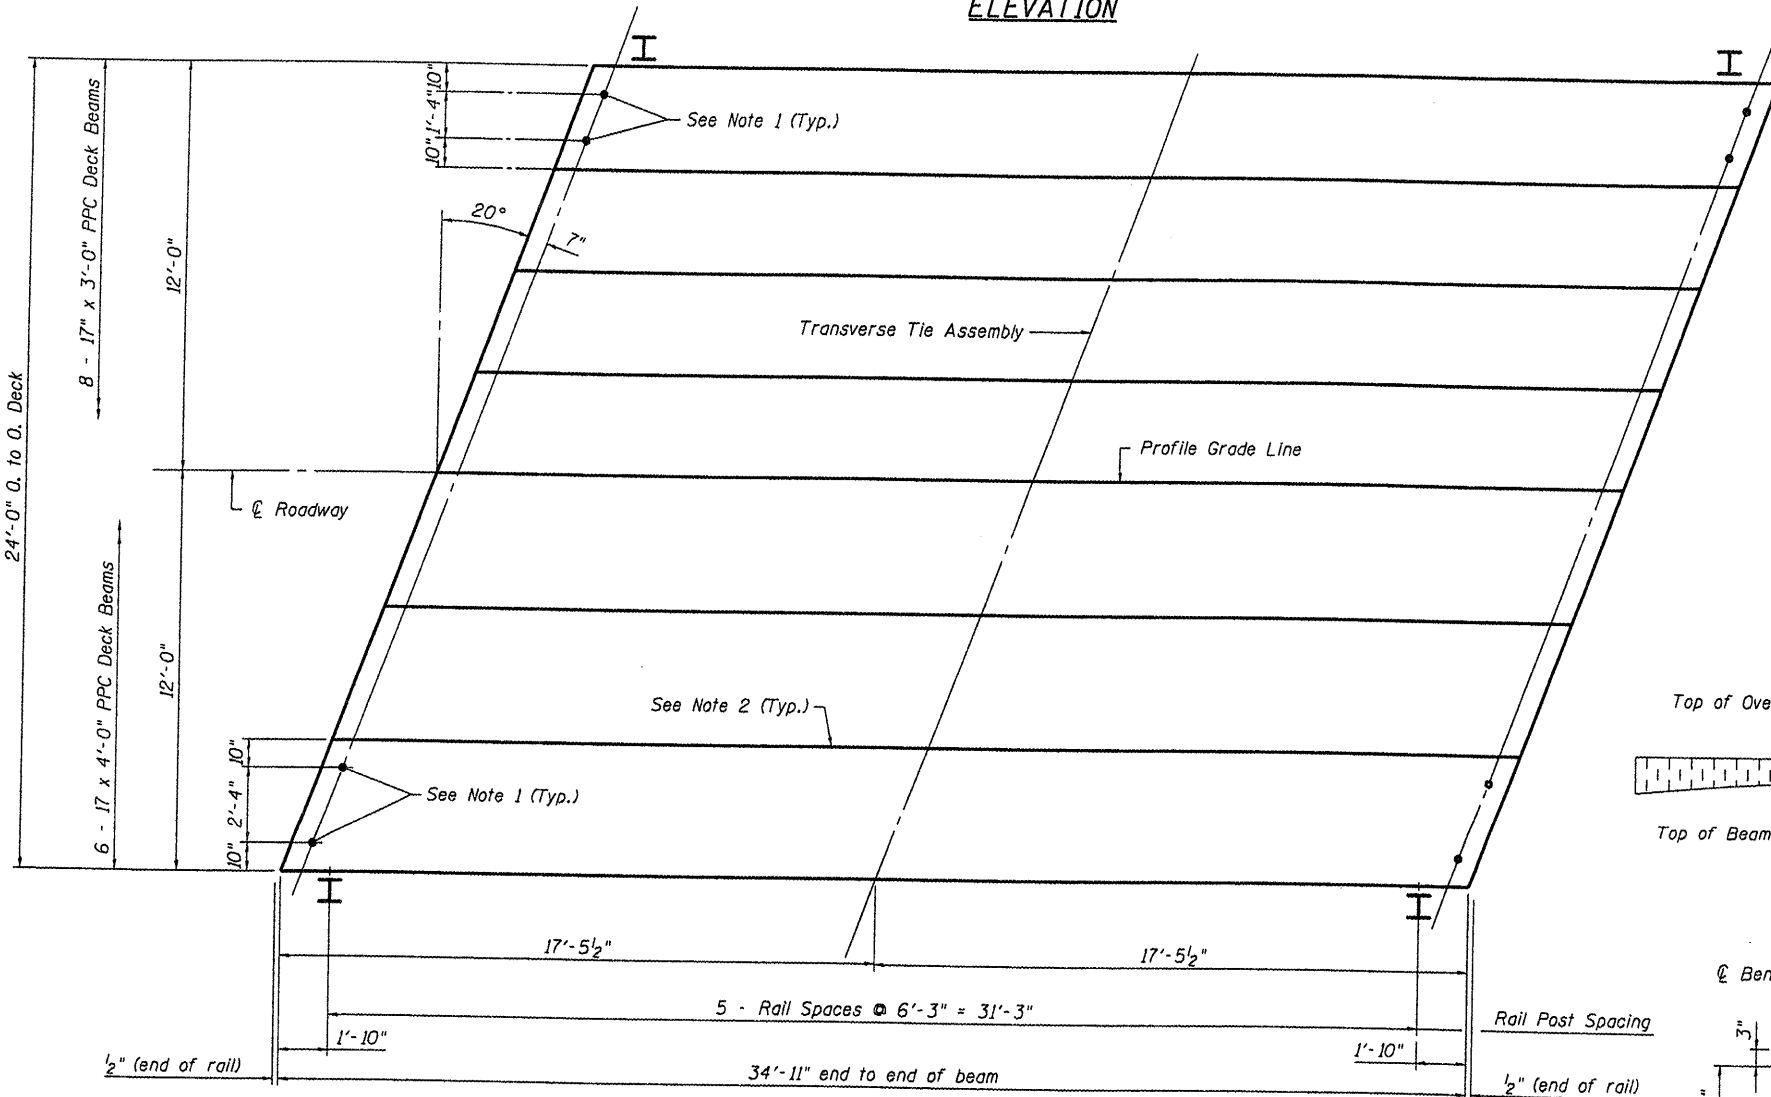 ELEVATION
24'-0" O. to O. Deck
8 - 17" x 3'-0" PPC Deck Beams
12'-0"
10"
1'-4"
10"
See Note 1 (Typ.)
20°
7"
Transverse Tie Assembly
Profile Grade Line
℄ Roadway
6 - 17 x 4'-0" PPC Deck Beams
12'-0"
See Note 2 (Typ.)
10"
2'-4"
10"
See Note 1 (Typ.)
Top of Ove
Top of Beam
17'-5½"
17'-5½"
℄ Ben
5 - Rail Spaces @ 6'-3" = 31'-3"
Rail Post Spacing
1'-10"
1'-10"
3"
½" (end of rail)
34'-11" end to end of beam
½" (end of rail)
"